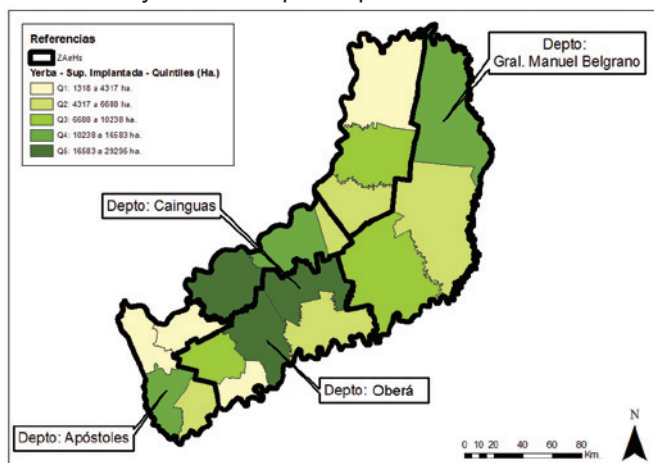 Referencias
ZAeHs
Yerba - Sup. Implantada - Quintiles (Ha.)
Q1: 1318 a 4317 ha.
Q2: 4317 a 6688 ha.
Q3: 6688 a 10238 ha.
Q4: 10238 a 16583 ha.
Q5: 16583 a 29295 ha.
Depto:
Gral. Manuel Belgrano
Depto: Cainguas
Depto: Oberá
Depto: Apóstoles
N
0 10 20 40 60 80
Km.